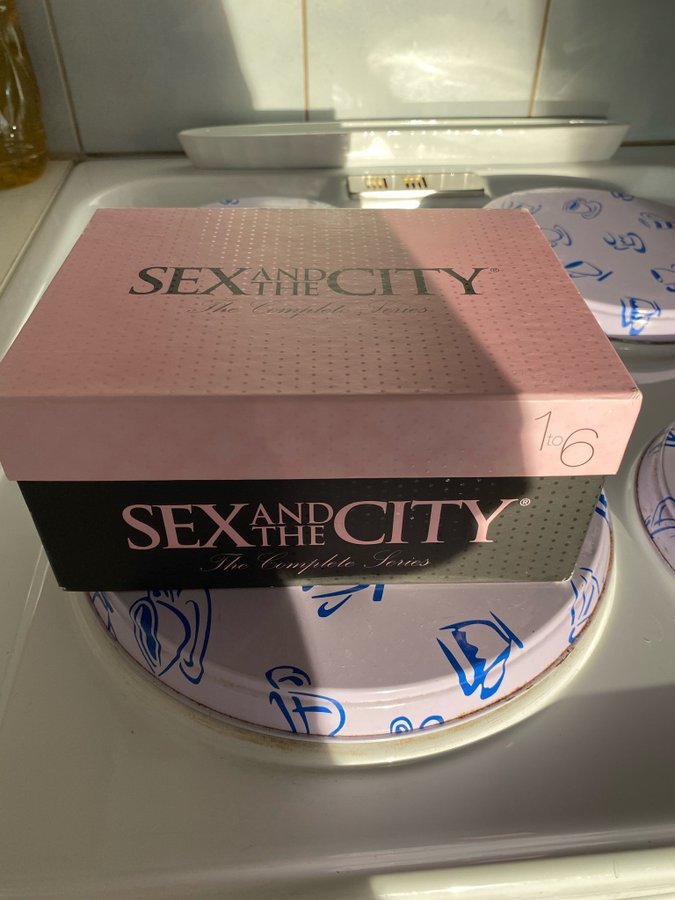 SEX AND THE CITY®
The Complete Series
1 to 6
SEX AND THE CITY®
The Complete Series